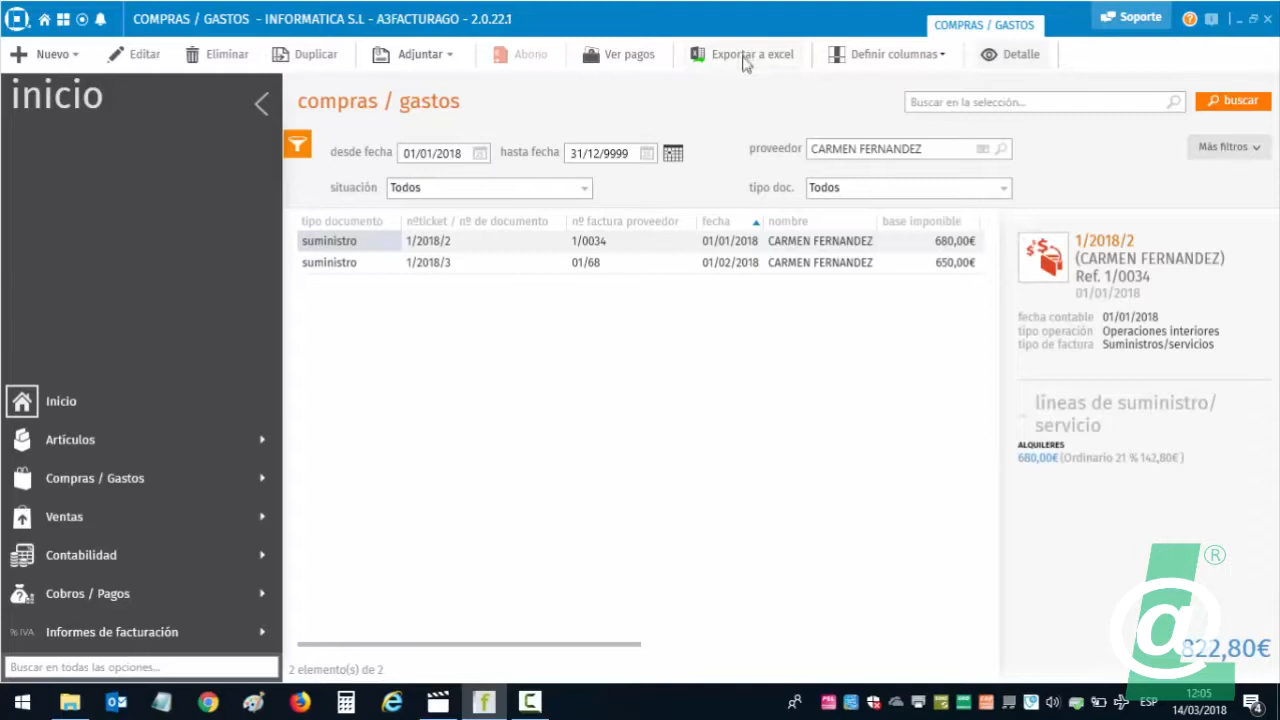 COMPRAS / GASTOS - INFORMATICA S.L - A3FACTURAGO - 2.0.22.1
COMPRAS / GASTOS
Soporte
Nuevo
Editar
Eliminar
Duplicar
Adjuntar
Abono
Ver pagos
Exportar a excel
Definir columnas
Detalle
inicio
compras / gastos
Buscar en la selección...
buscar
desde fecha 01/01/2018 hasta fecha 31/12/9999
proveedor CARMEN FERNANDEZ
Más filtros
situación Todos
tipo doc. Todos
tipo documento nºticket / nº de documento nº factura proveedor fecha nombre base imponible
suministro 1/2018/2 1/0034 01/01/2018 CARMEN FERNANDEZ 680,00€
suministro 1/2018/3 01/68 01/02/2018 CARMEN FERNANDEZ 650,00€
1/2018/2
(CARMEN FERNANDEZ)
Ref. 1/0034
01/01/2018
fecha contable 01/01/2018
tipo operación Operaciones interiores
tipo de factura Suministros/servicios
líneas de suministro/
servicio
ALQUILERES
680,00€ (Ordinario 21 % 142,80€ )
Inicio
Artículos
Compras / Gastos
Ventas
Contabilidad
Cobros / Pagos
% IVA Informes de facturación
Buscar en todas las opciones...
2 elemento(s) de 2
@
®
822,80€
ESP
12:05
14/03/2018
4